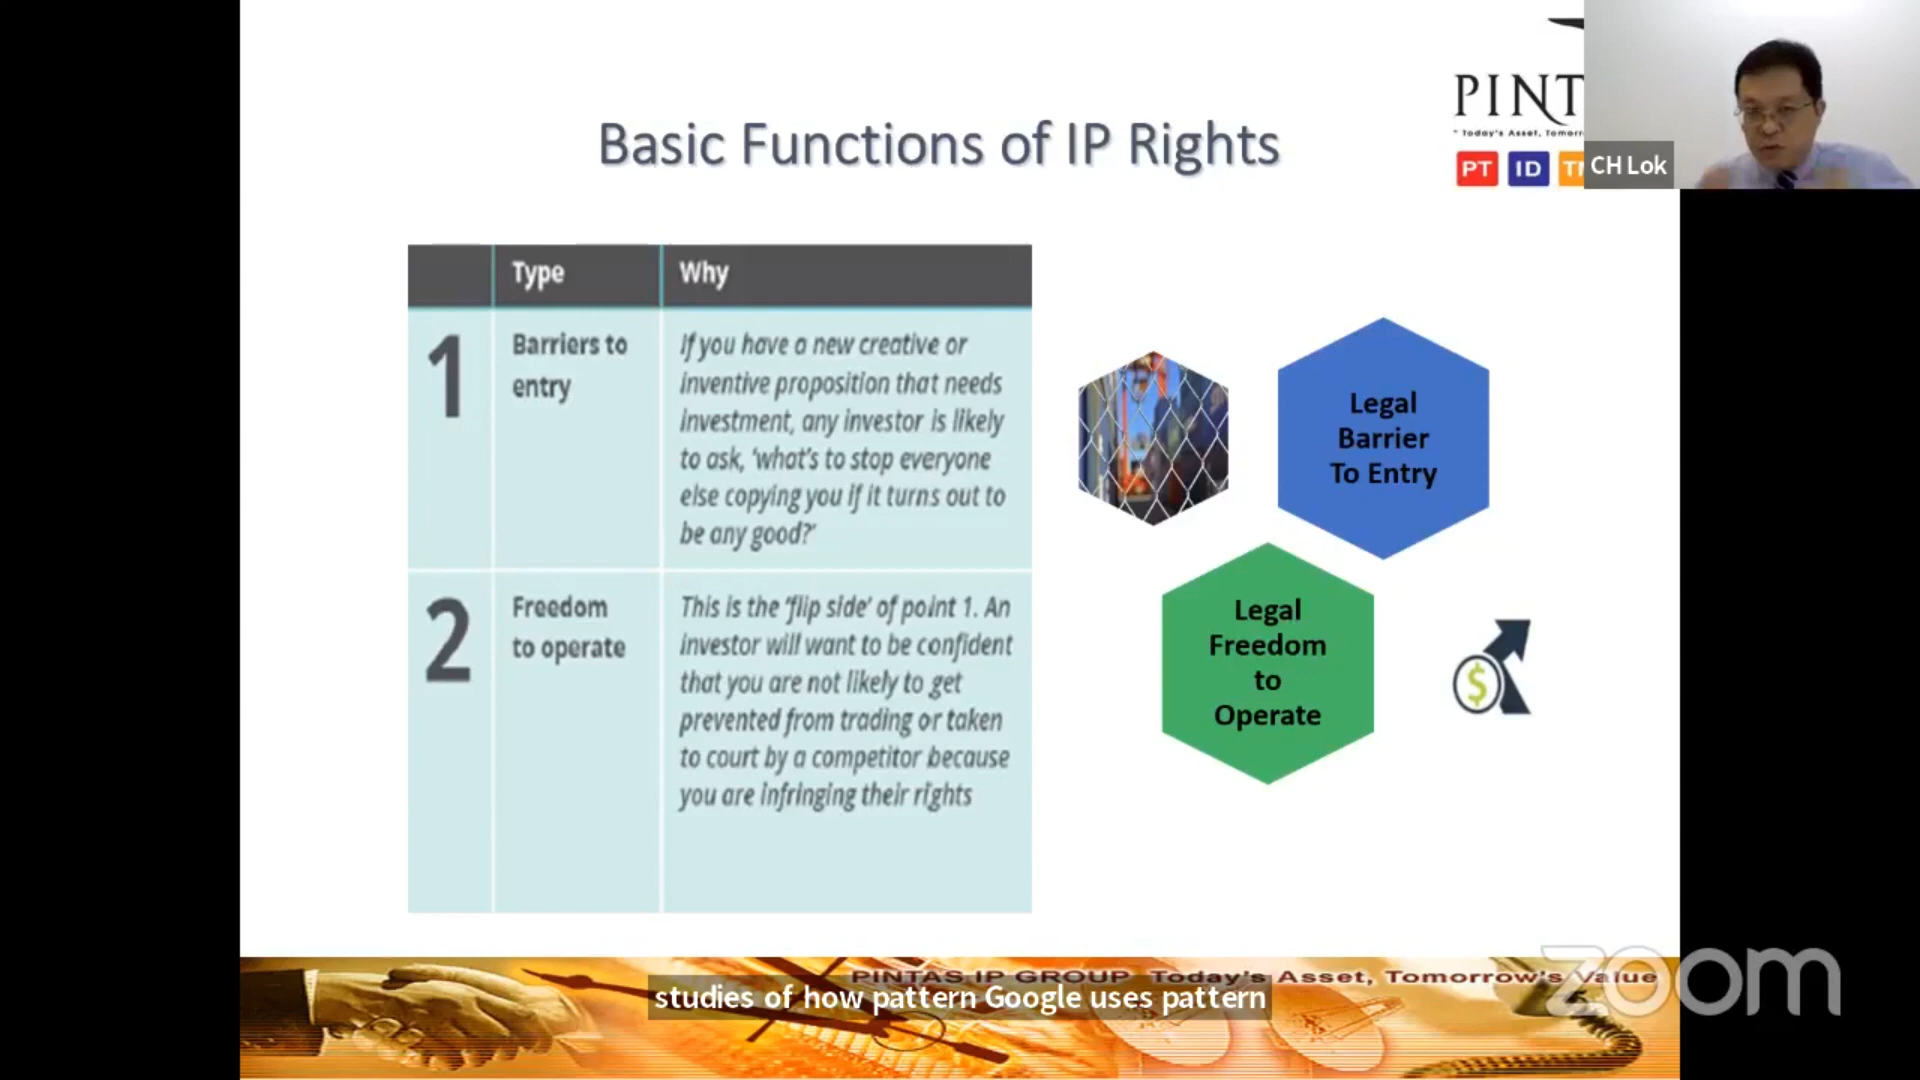 Basic Functions of IP Rights
PINT
"Today's Asset, Tomorr
PT ID
CH Lok
Type Why
1 Barriers to entry
If you have a new creative or
inventive proposition that needs
investment, any investor is likely
to ask, ‘what’s to stop everyone
else copying you if it turns out to
be any good?’
2 Freedom to operate
This is the ‘flip side’ of point 1. An
investor will want to be confident
that you are not likely to get
prevented from trading or taken
to court by a competitor because
you are infringing their rights
Legal
Barrier
To Entry
Legal
Freedom
to
Operate
$
PINTAS IP GROUP Today's Asset, Tomorrow's Value
studies of how pattern Google uses pattern
zoom